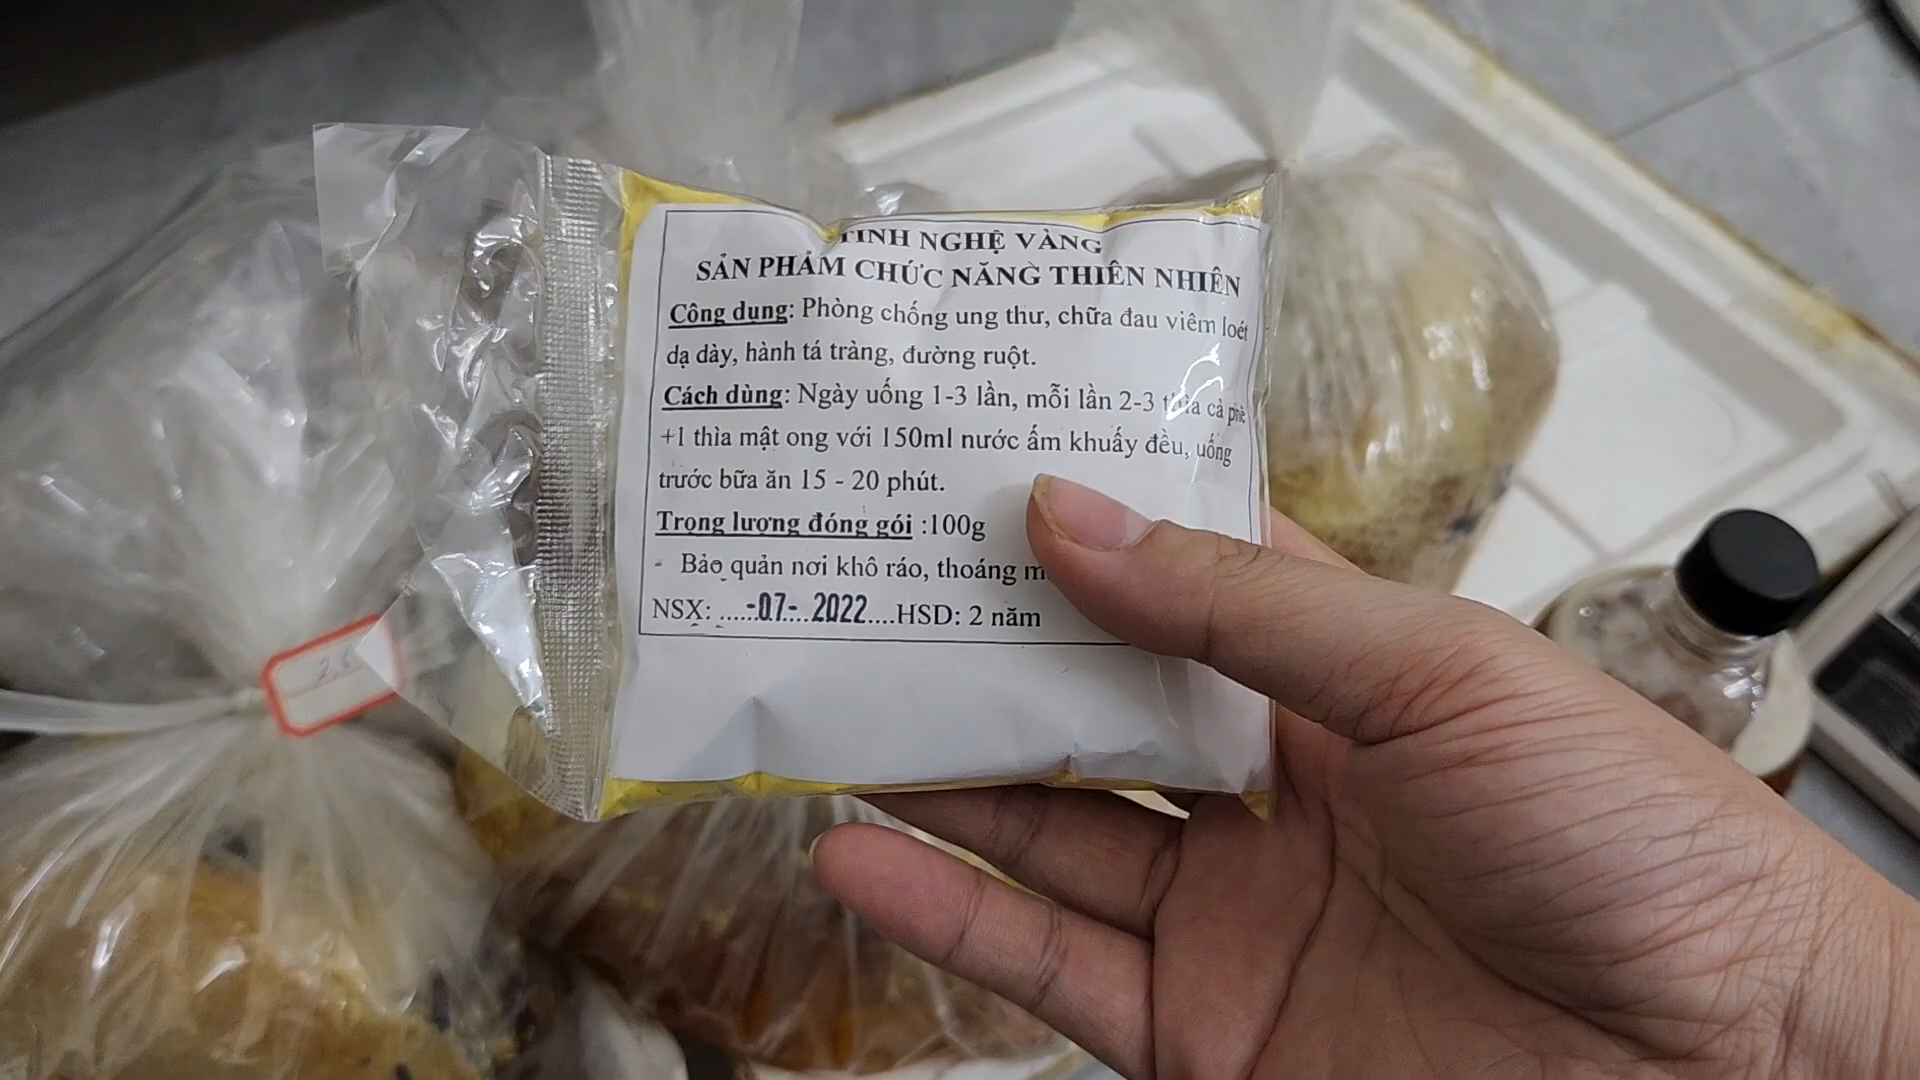 TINH NGHỆ VÀNG
SẢN PHẨM CHỨC NĂNG THIÊN NHIÊN
Công dụng: Phòng chống ung thư, chữa đau viêm loét
dạ dày, hành tá tràng, đường ruột.
Cách dùng: Ngày uống 1-3 lần, mỗi lần 2-3 thìa cà phê
+1 thìa mật ong với 150ml nước ấm khuấy đều, uống
trước bữa ăn 15 - 20 phút.
Trọng lượng đóng gói :100g
- Bảo quản nơi khô ráo, thoáng
NSX: ......-07-..2022....HSD: 2 năm